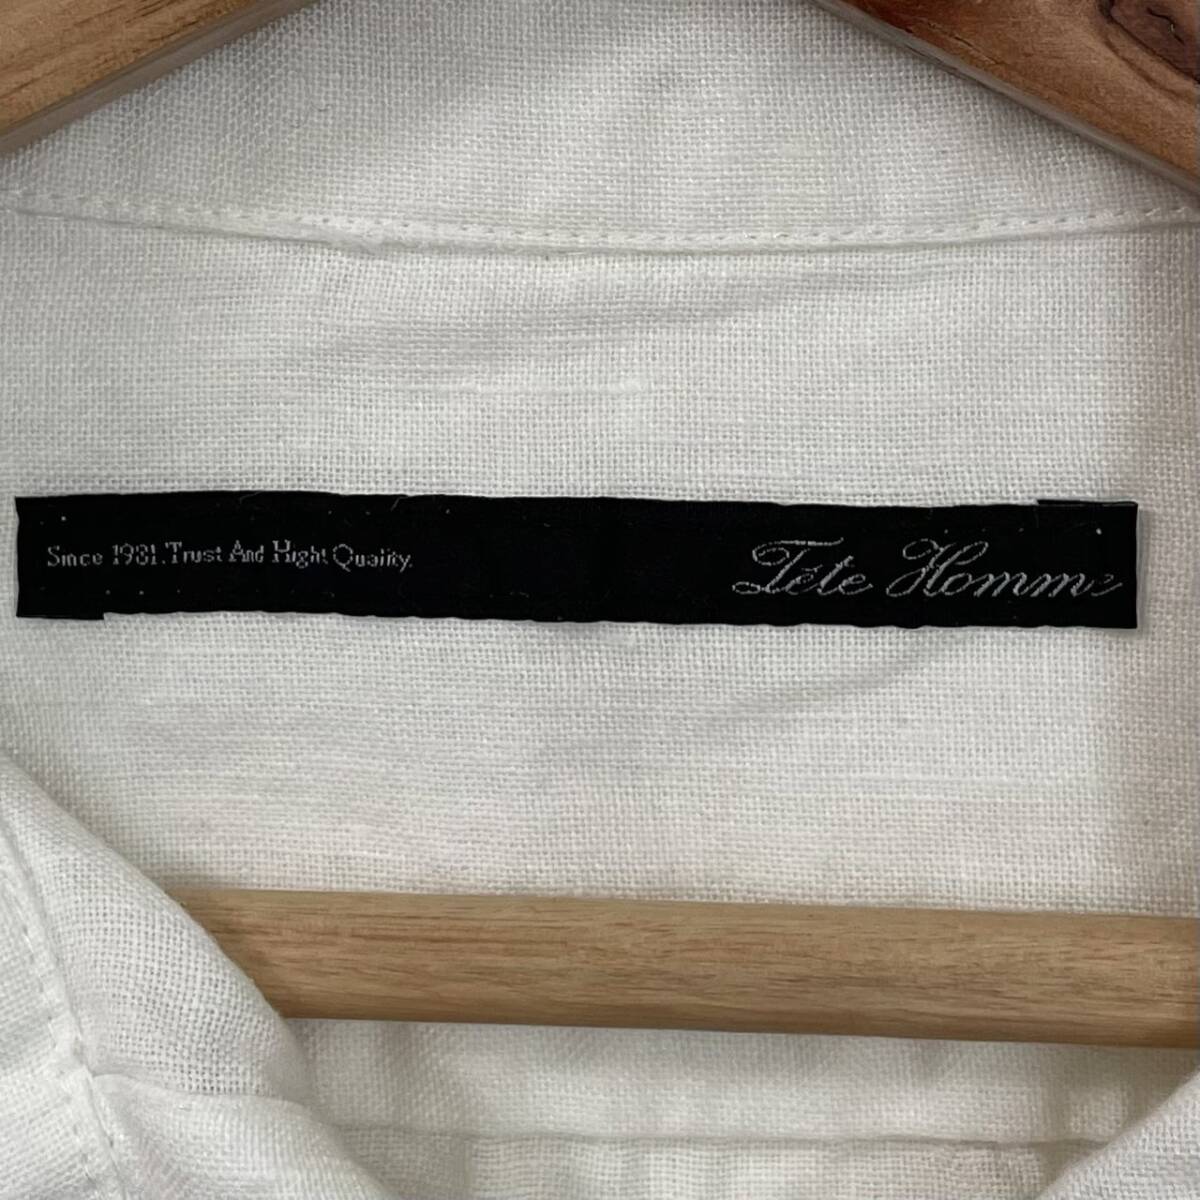 Since 1981.Trust And Hight Quality.
Tête Homme